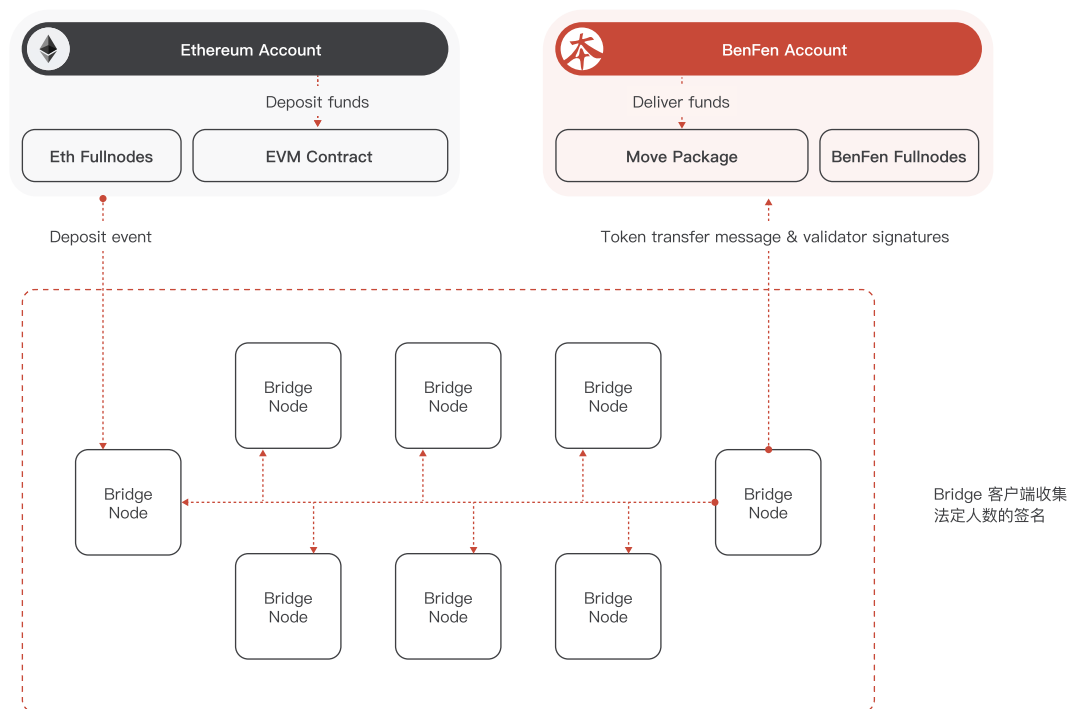 Ethereum Account
BenFen Account
Deposit funds
Deliver funds
Eth Fullnodes
EVM Contract
Move Package
BenFen Fullnodes
Deposit event
Token transfer message & validator signatures
Bridge
Node
Bridge
Node
Bridge
Node
Bridge
Node
Bridge
Node
Bridge 客户端收集
法定人数的签名
Bridge
Node
Bridge
Node
Bridge
Node